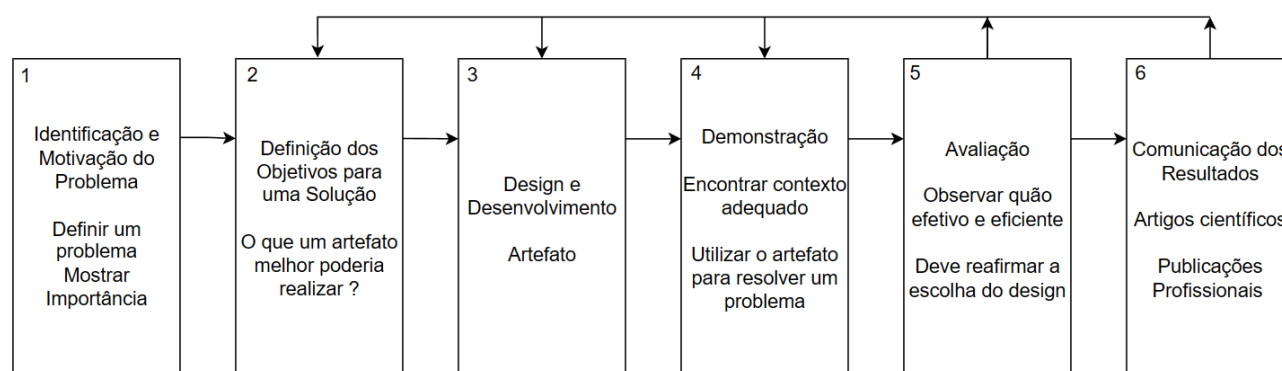 1
Identificação e
Motivação do
Problema
Definir um
problema
Mostrar
Importância
2
Definição dos
Objetivos para
uma Solução
O que um artefato
melhor poderia
realizar ?
3
Design e
Desenvolvimento
Artefato
4
Demonstração
Encontrar contexto
adequado
Utilizar o artefato
para resolver um
problema
5
Avaliação
Observar quão
efetivo e eficiente
Deve reafirmar a
escolha do design
6
Comunicação dos
Resultados
Artigos científicos
Publicações
Profissionais